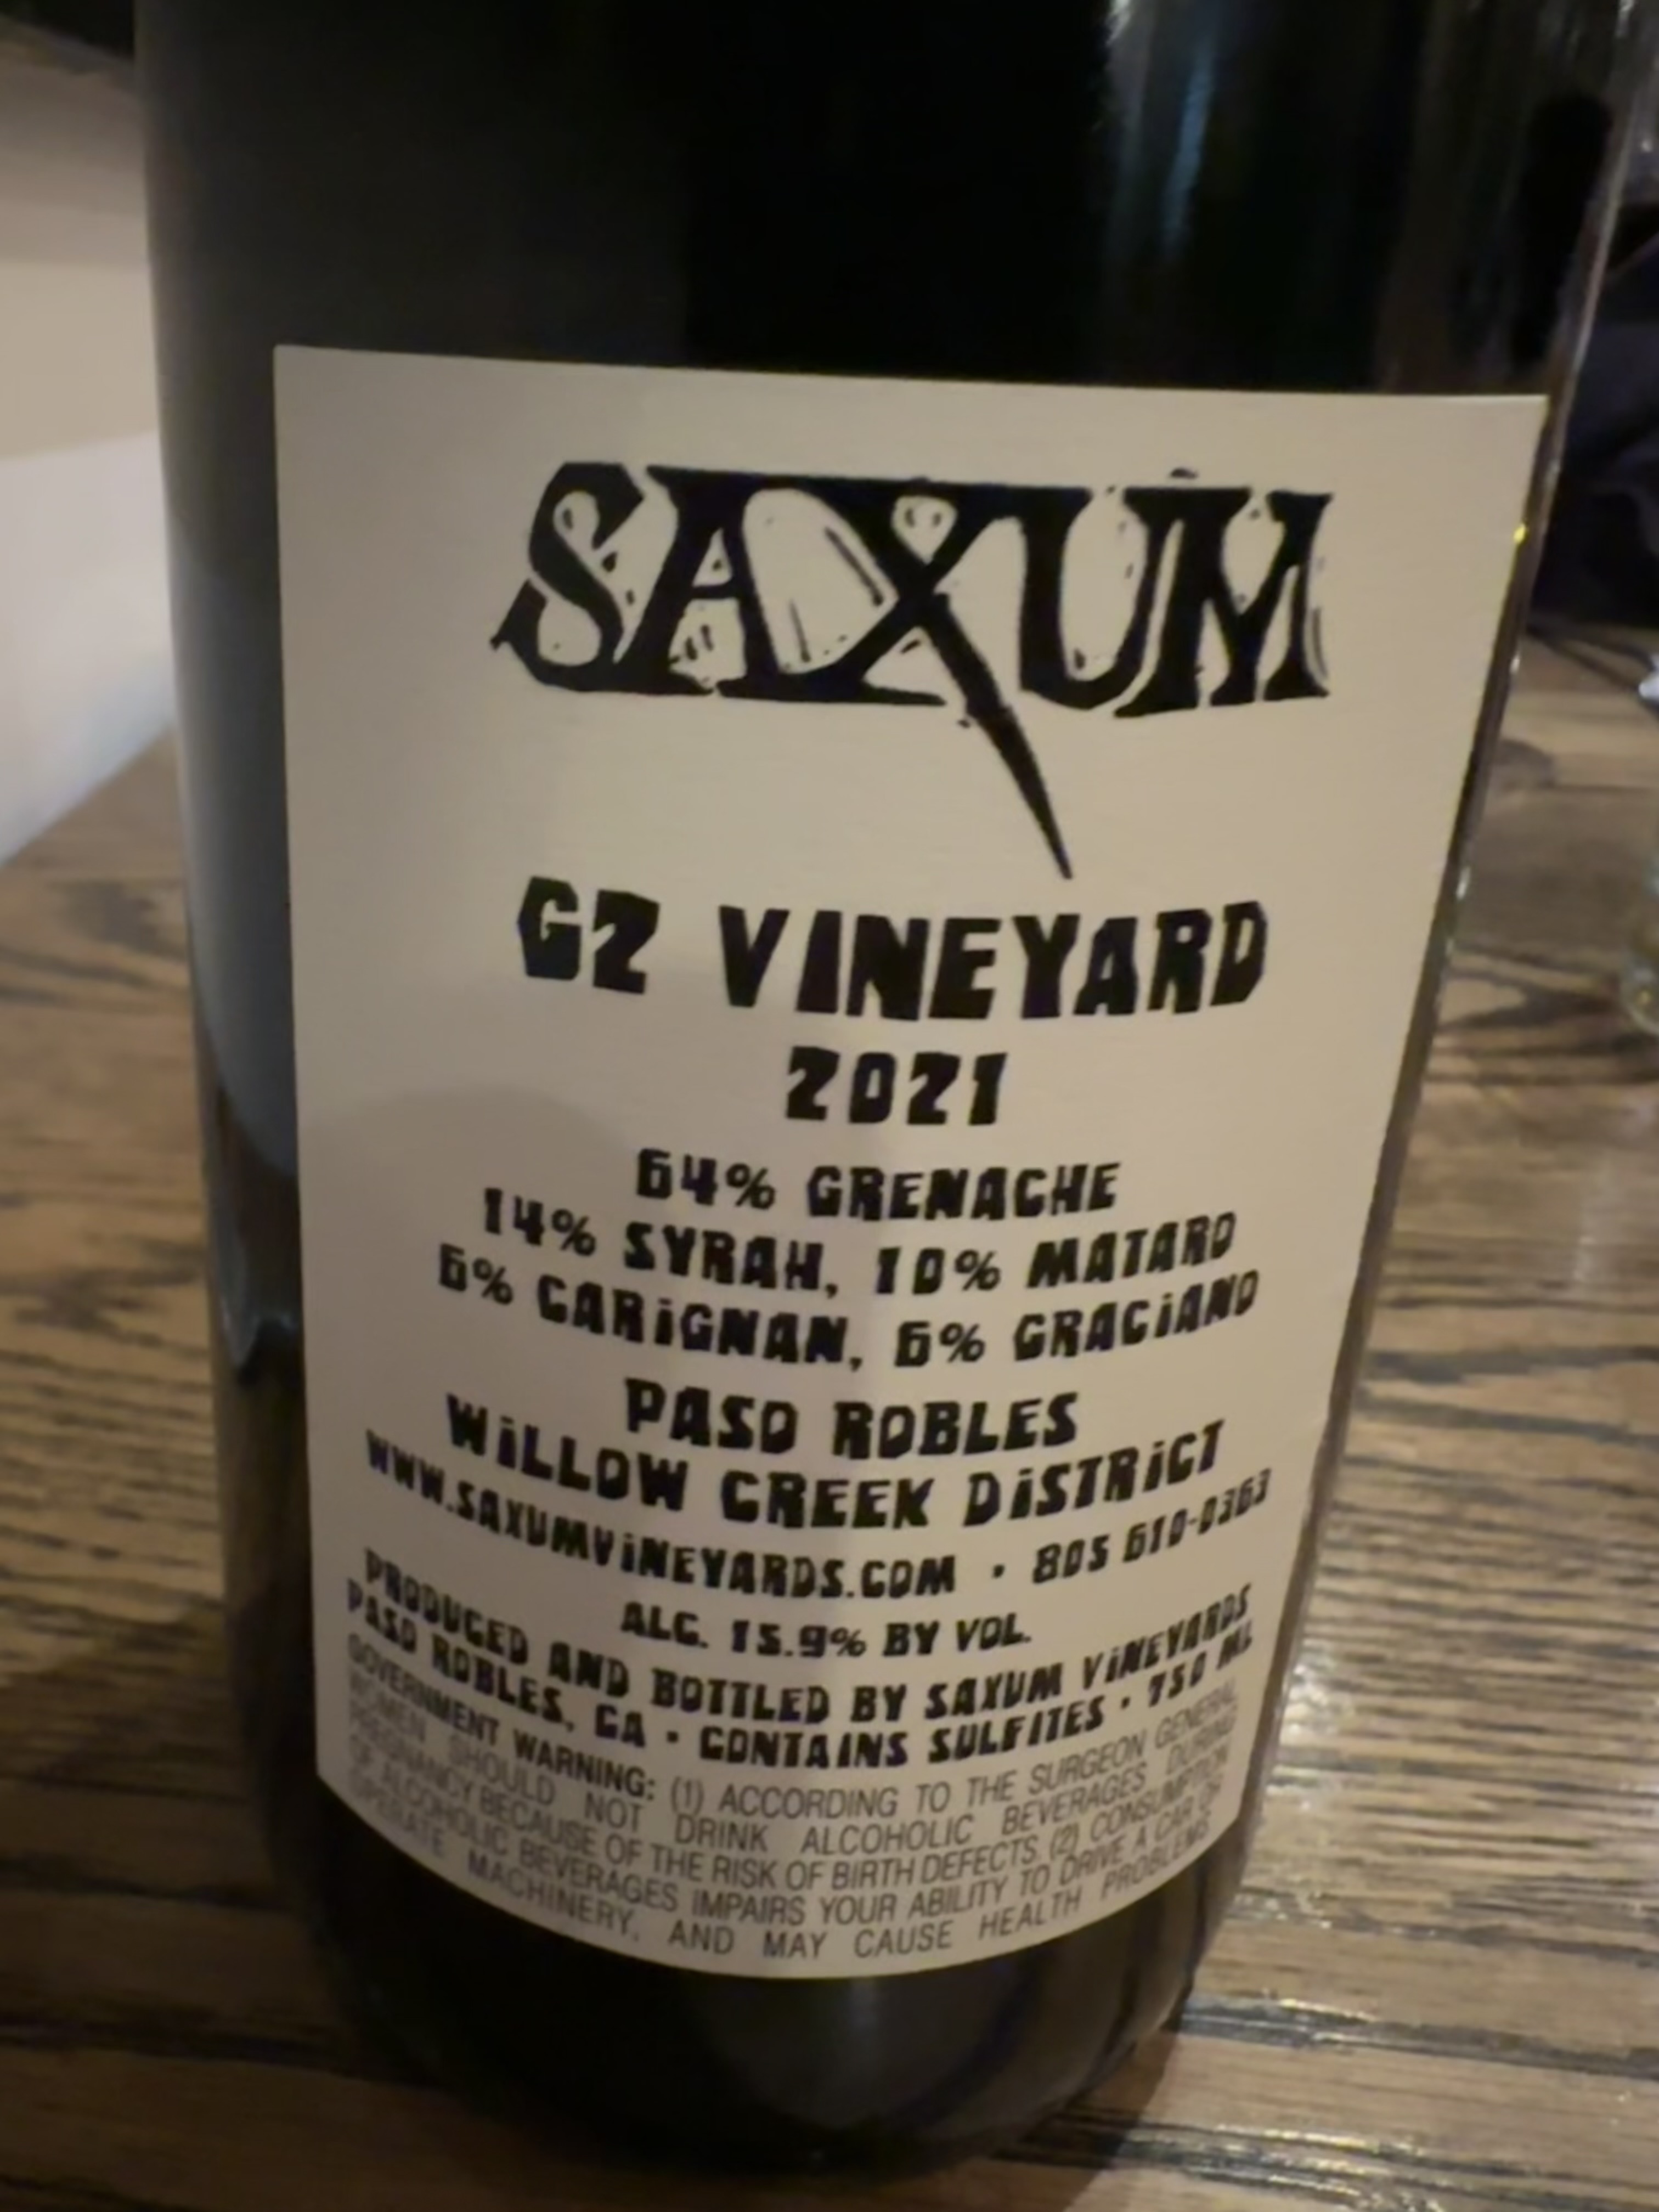 SAXUM
G2 VINEYARD
2021
64% GRENACHE
14% SYRAH, 10% MATARO
6% CARiGNAN, 6% GRACiANO
PASO ROBLES
WiLLOW CREEK DiSTRiCT
WWW.SAXUMViNEYARDS.COM • 805 610-0363
ALC. 15.9% BY VOL.
PRODUCED AND BOTTLED BY SAXUM ViNEYARDS
PASO ROBLES, CA • CONTAINS SULFITES • 750 ML
GOVERNMENT WARNING: (1) ACCORDING TO THE SURGEON GENERAL
WOMEN SHOULD NOT DRINK ALCOHOLIC BEVERAGES DURING
PREGNANCY BECAUSE OF THE RISK OF BIRTH DEFECTS. (2) CONSUMPTION
OF ALCOHOLIC BEVERAGES IMPAIRS YOUR ABILITY TO DRIVE A CAR OR
OPERATE MACHINERY, AND MAY CAUSE HEALTH PROBLEMS